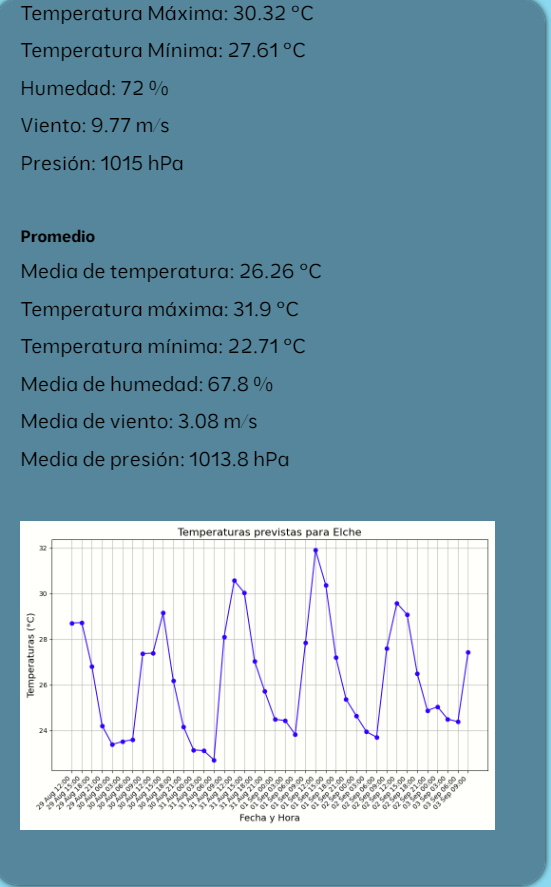 Temperatura Máxima: 30.32 °C
Temperatura Mínima: 27.61 °C
Humedad: 72 %
Viento: 9.77 m/s
Presión: 1015 hPa
Promedio
Media de temperatura: 26.26 °C
Temperatura máxima: 31.9 °C
Temperatura mínima: 22.71 °C
Media de humedad: 67.8 %
Media de viento: 3.08 m/s
Media de presión: 1013.8 hPa
Temperaturas previstas para Elche
Temperaturas (°C)
32
30
28
26
24
29 Aug 12:00
29 Aug 15:00
29 Aug 18:00
29 Aug 21:00
30 Aug 00:00
30 Aug 03:00
30 Aug 06:00
30 Aug 09:00
30 Aug 12:00
30 Aug 15:00
30 Aug 18:00
30 Aug 21:00
31 Aug 00:00
31 Aug 03:00
31 Aug 06:00
31 Aug 09:00
31 Aug 12:00
31 Aug 15:00
31 Aug 18:00
31 Aug 21:00
01 Sep 00:00
01 Sep 03:00
01 Sep 06:00
01 Sep 09:00
01 Sep 12:00
01 Sep 15:00
01 Sep 18:00
01 Sep 21:00
02 Sep 00:00
02 Sep 03:00
02 Sep 06:00
02 Sep 09:00
02 Sep 12:00
02 Sep 15:00
02 Sep 18:00
02 Sep 21:00
03 Sep 00:00
03 Sep 03:00
03 Sep 06:00
03 Sep 09:00
Fecha y Hora